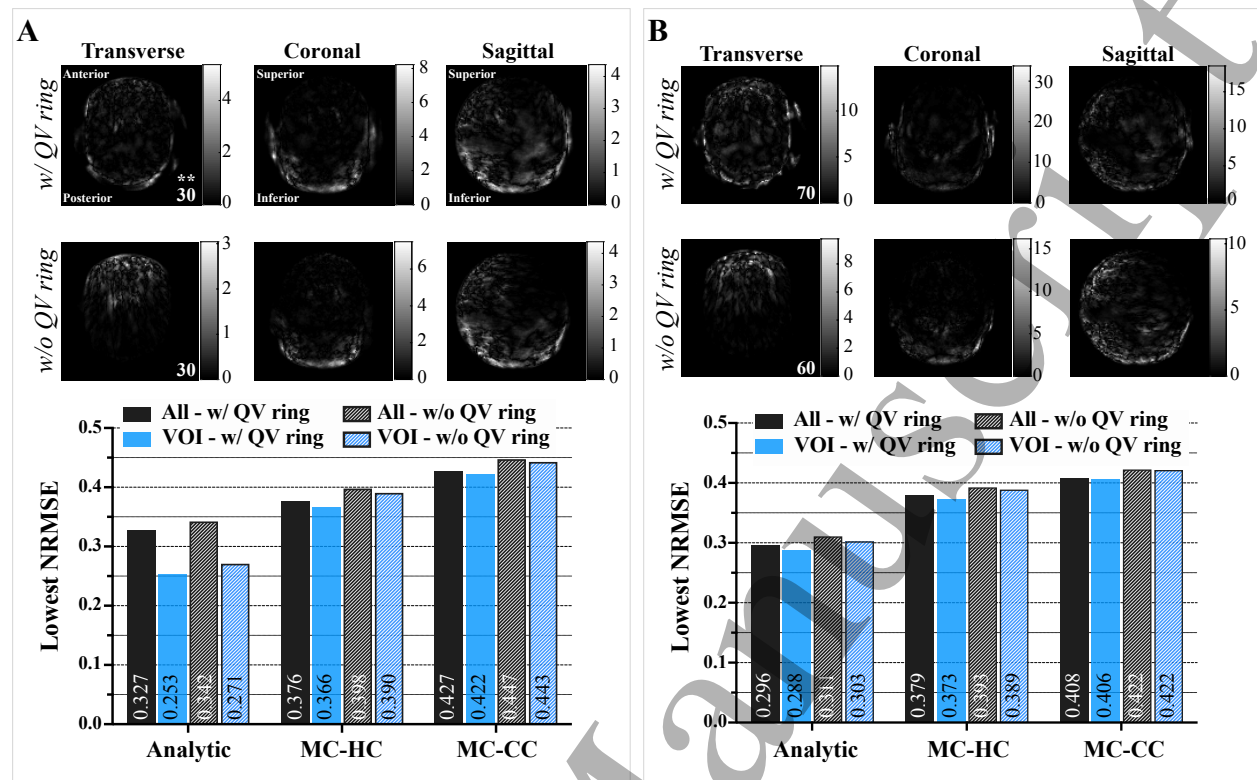 A
Transverse Coronal Sagittal
w/ QV ring
Anterior
Posterior
**
30
4
2
0
Superior
Inferior
8
6
4
2
0
Superior
Inferior
4
3
2
1
0
w/o QV ring
30
3
2
1
0
6
4
2
0
4
3
2
1
0
All - w/ QV ring All - w/o QV ring
VOI - w/ QV ring VOI - w/o QV ring
Lowest NRMSE
0.5
0.4
0.3
0.2
0.1
0.0
0.327 0.253 0.342 0.271
0.376 0.366 0.398 0.390
0.427 0.422 0.447 0.443
Analytic MC-HC MC-CC
B
Transverse Coronal Sagittal
w/ QV ring
70
10
5
0
30
20
10
0
15
10
5
0
w/o QV ring
60
8
6
4
2
0
15
10
5
0
10
5
0
All - w/ QV ring All - w/o QV ring
VOI - w/ QV ring VOI - w/o QV ring
Lowest NRMSE
0.5
0.4
0.3
0.2
0.1
0.0
0.296 0.288 0.311 0.303
0.379 0.373 0.392 0.389
0.408 0.406 0.422 0.422
Analytic MC-HC MC-CC
Manuscript